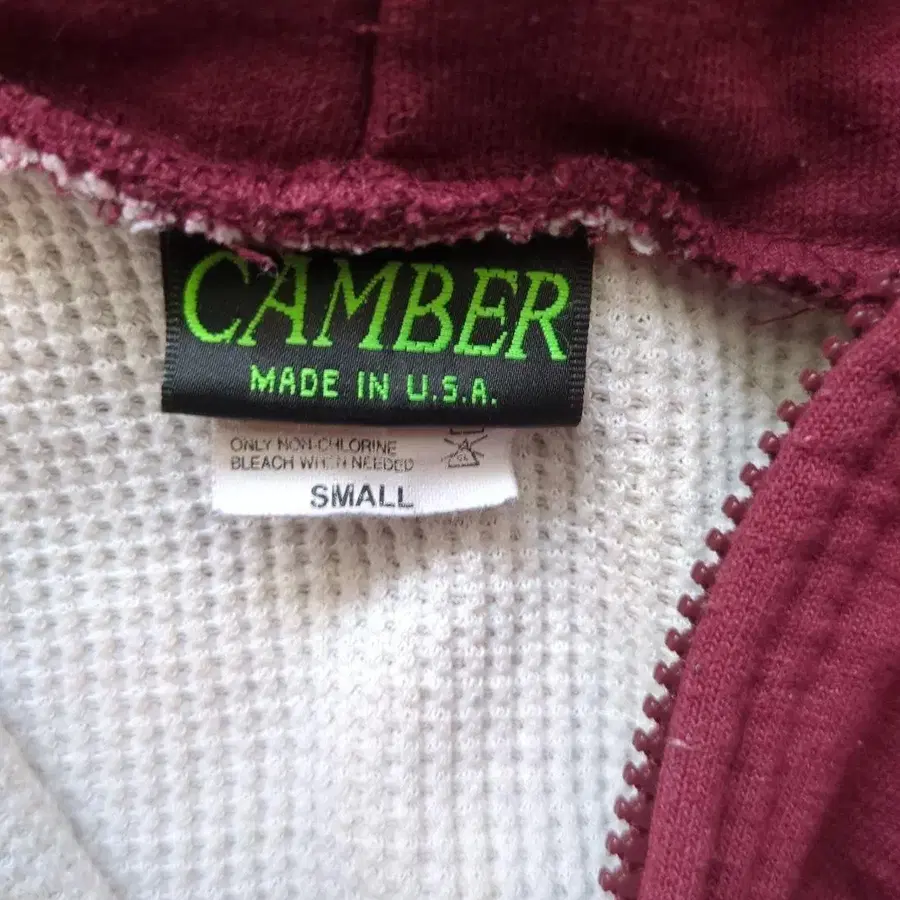 CAMBER
MADE IN U.S.A.
ONLY NON-CHLORINE
BLEACH WHEN NEEDED
SMALL